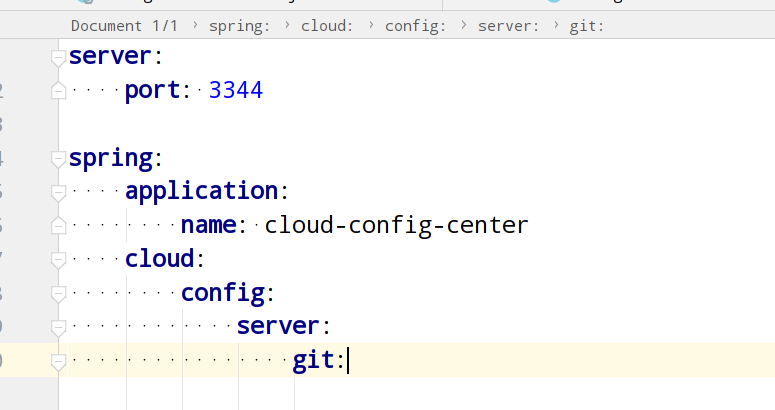 Document 1/1 › spring: › cloud: › config: › server: › git:
server:
    port: 3344
spring:
    application:
        name: cloud-config-center
    cloud:
        config:
            server:
                git: